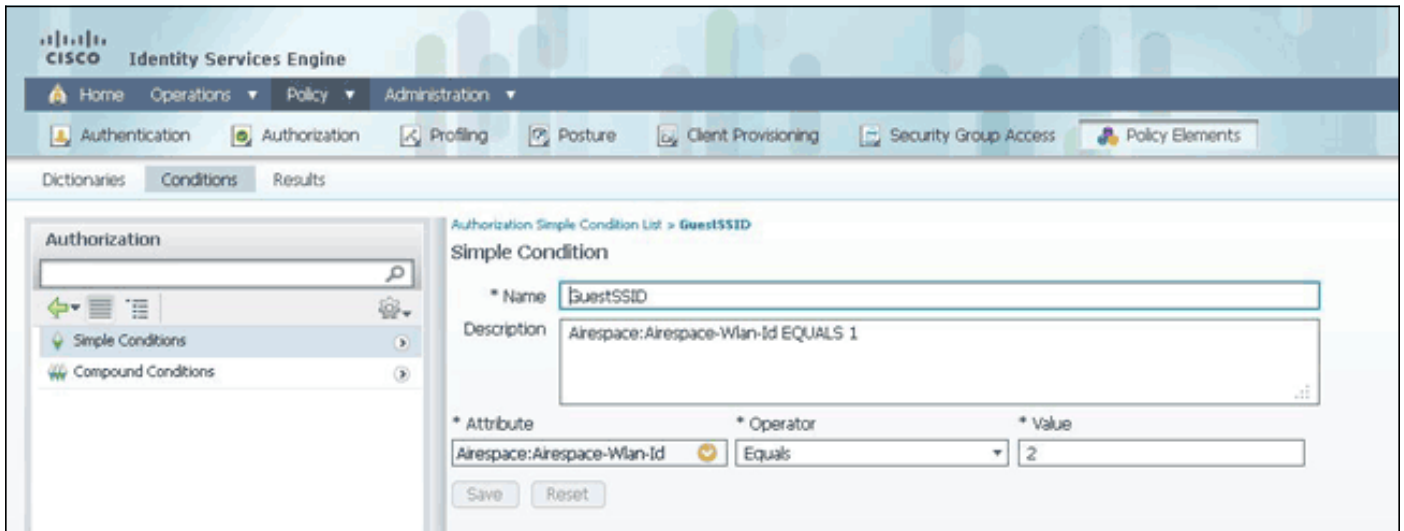 CISCO Identity Services Engine
Home Operations Policy Administration
Authentication Authorization Profiling Posture Client Provisioning Security Group Access Policy Elements
Dictionaries Conditions Results
Authorization
Simple Conditions
Compound Conditions
Authorization Simple Condition List > GuestSSID
Simple Condition
* Name GuestSSID
Description Airespace:Airespace-Wlan-Id EQUALS 1
* Attribute * Operator * Value
Airespace:Airespace-Wlan-Id Equals 2
Save Reset